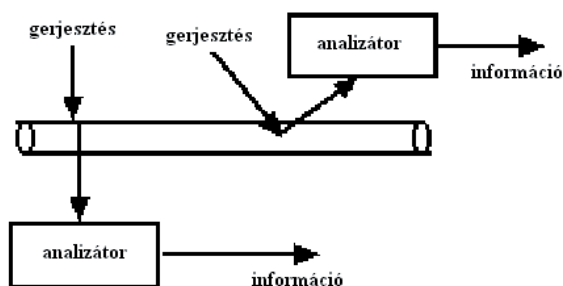 gerjesztés
gerjesztés
analizátor
információ
analizátor
információ